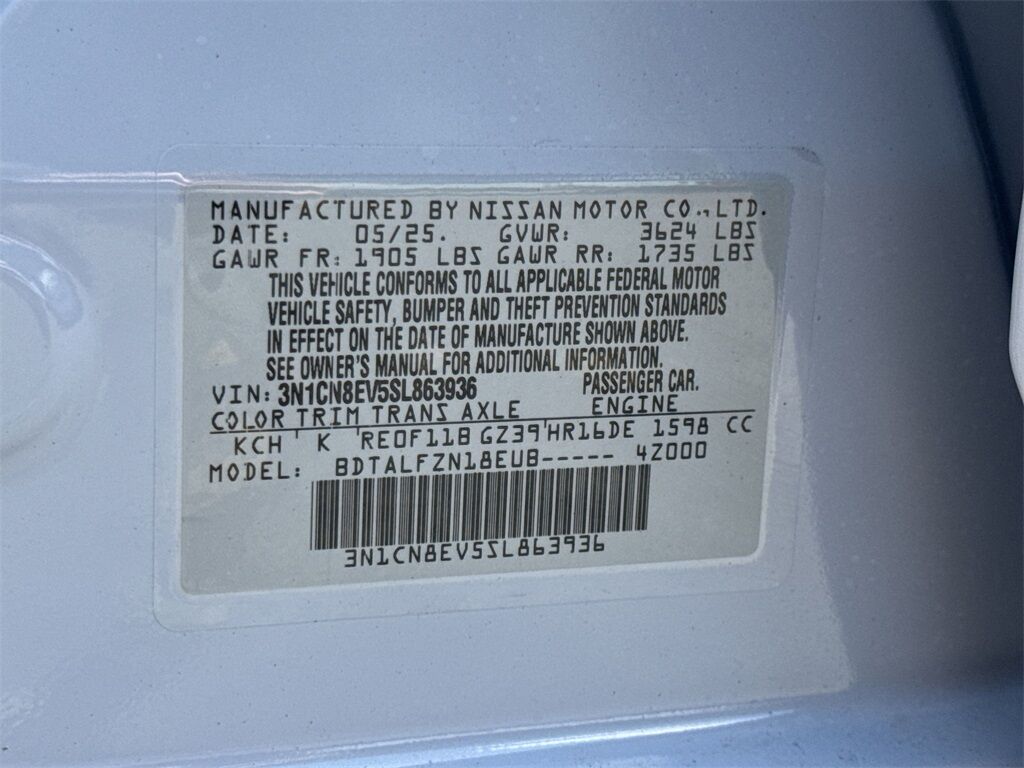 MANUFACTURED BY NISSAN MOTOR CO.,LTD.
DATE: 05/25. GVWR: 3624 LBS
GAWR FR: 1905 LBS GAWR RR: 1735 LBS
THIS VEHICLE CONFORMS TO ALL APPLICABLE FEDERAL MOTOR
VEHICLE SAFETY, BUMPER AND THEFT PREVENTION STANDARDS
IN EFFECT ON THE DATE OF MANUFACTURE SHOWN ABOVE.
SEE OWNER'S MANUAL FOR ADDITIONAL INFORMATION.
VIN: 3N1CN8EV5SL863936 PASSENGER CAR.
COLOR TRIM TRANS AXLE ENGINE
KCH K RE0F11B GZ39 HR16DE 1598 CC
MODEL: BDTALFZN18EUB----- 4Z000
3N1CN8EV5SL863936